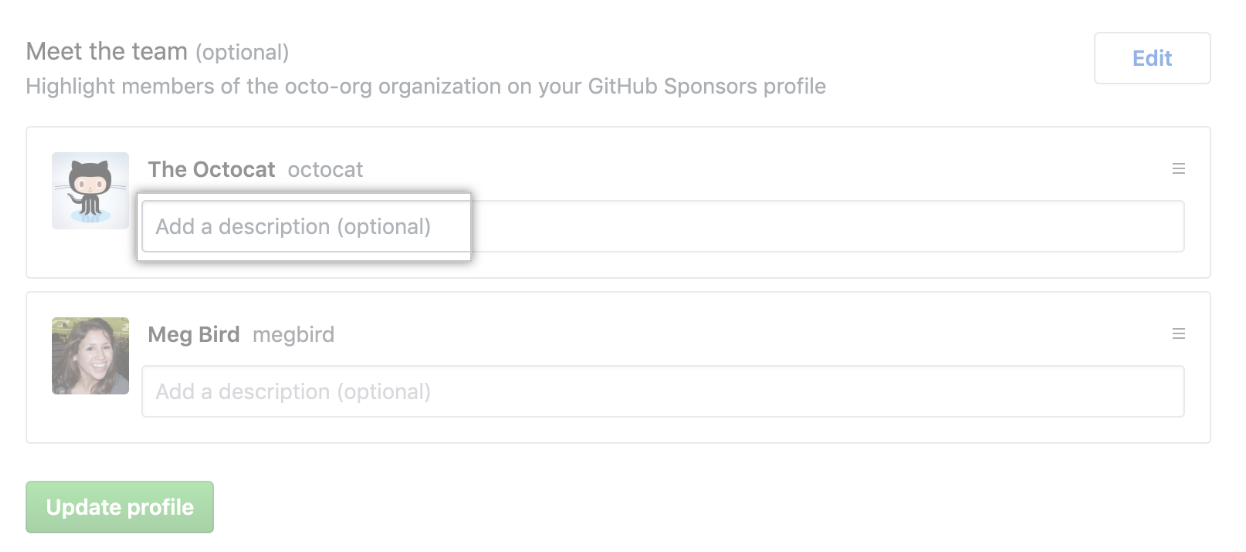 Meet the team (optional)
Edit
Highlight members of the octo-org organization on your GitHub Sponsors profile
The Octocat octocat
Add a description (optional)
Meg Bird megbird
Add a description (optional)
Update profile